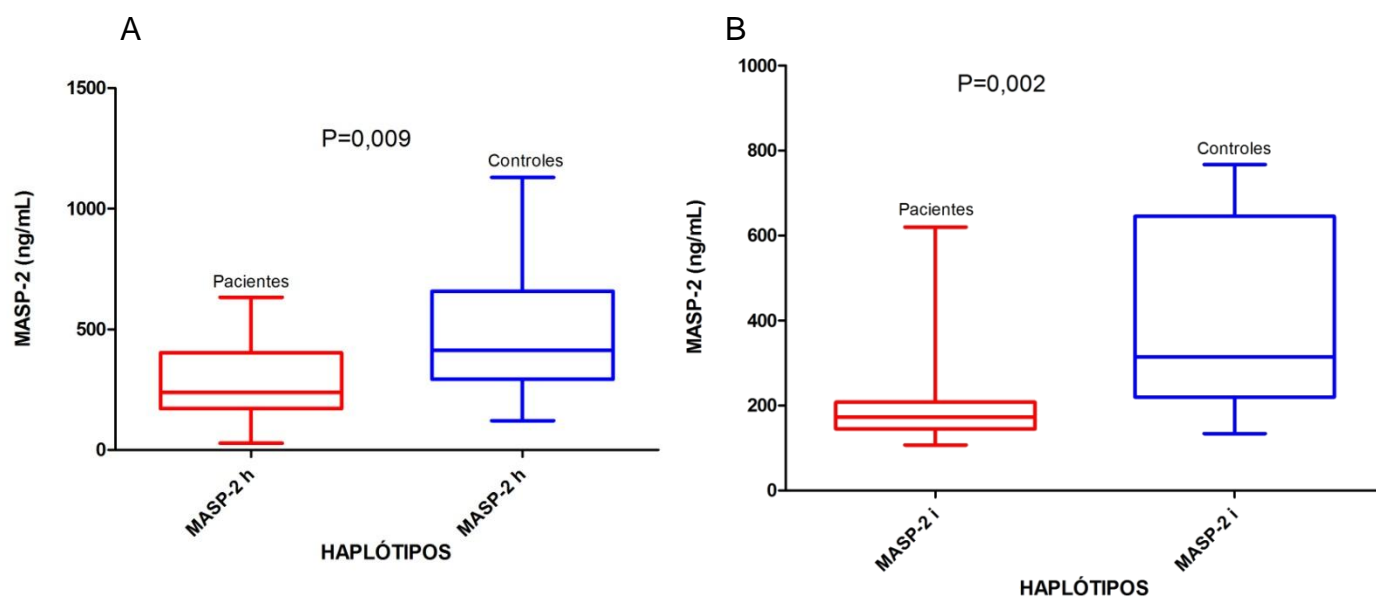 A
1500
1000
500
0
MASP-2 (ng/mL)
P=0,009
Pacientes
Controles
MASP-2 h
MASP-2 h
HAPLÓTIPOS
B
1000
800
600
400
200
0
MASP-2 (ng/mL)
P=0,002
Pacientes
Controles
MASP-2 i
MASP-2 i
HAPLÓTIPOS